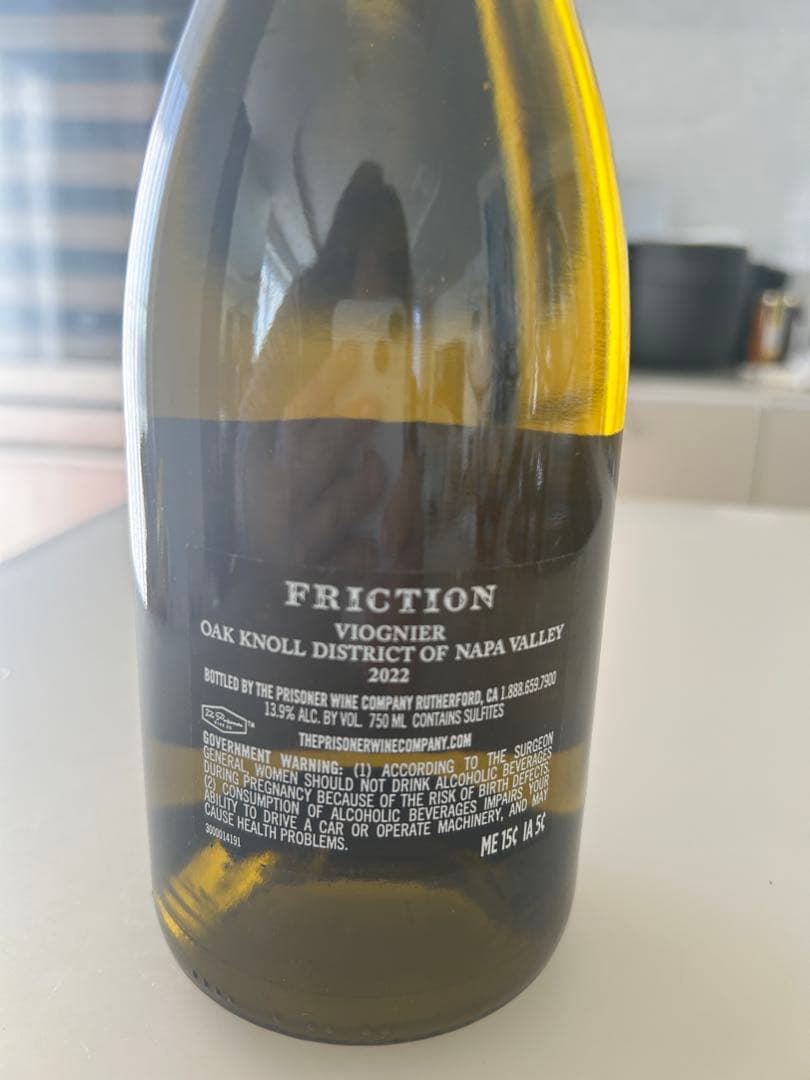 FRICTION
VIOGNIER
OAK KNOLL DISTRICT OF NAPA VALLEY
2022
BOTTLED BY THE PRISONER WINE COMPANY RUTHERFORD, CA 1.888.659.7900
13.9% ALC. BY VOL. 750 ML CONTAINS SULFITES
THEPRISONERWINECOMPANY.COM
GOVERNMENT WARNING: (1) ACCORDING TO THE SURGEON
GENERAL, WOMEN SHOULD NOT DRINK ALCOHOLIC BEVERAGES
DURING PREGNANCY BECAUSE OF THE RISK OF BIRTH DEFECTS.
(2) CONSUMPTION OF ALCOHOLIC BEVERAGES IMPAIRS YOUR
ABILITY TO DRIVE A CAR OR OPERATE MACHINERY, AND MAY
CAUSE HEALTH PROBLEMS.
3000014191
ME 15¢ IA 5¢